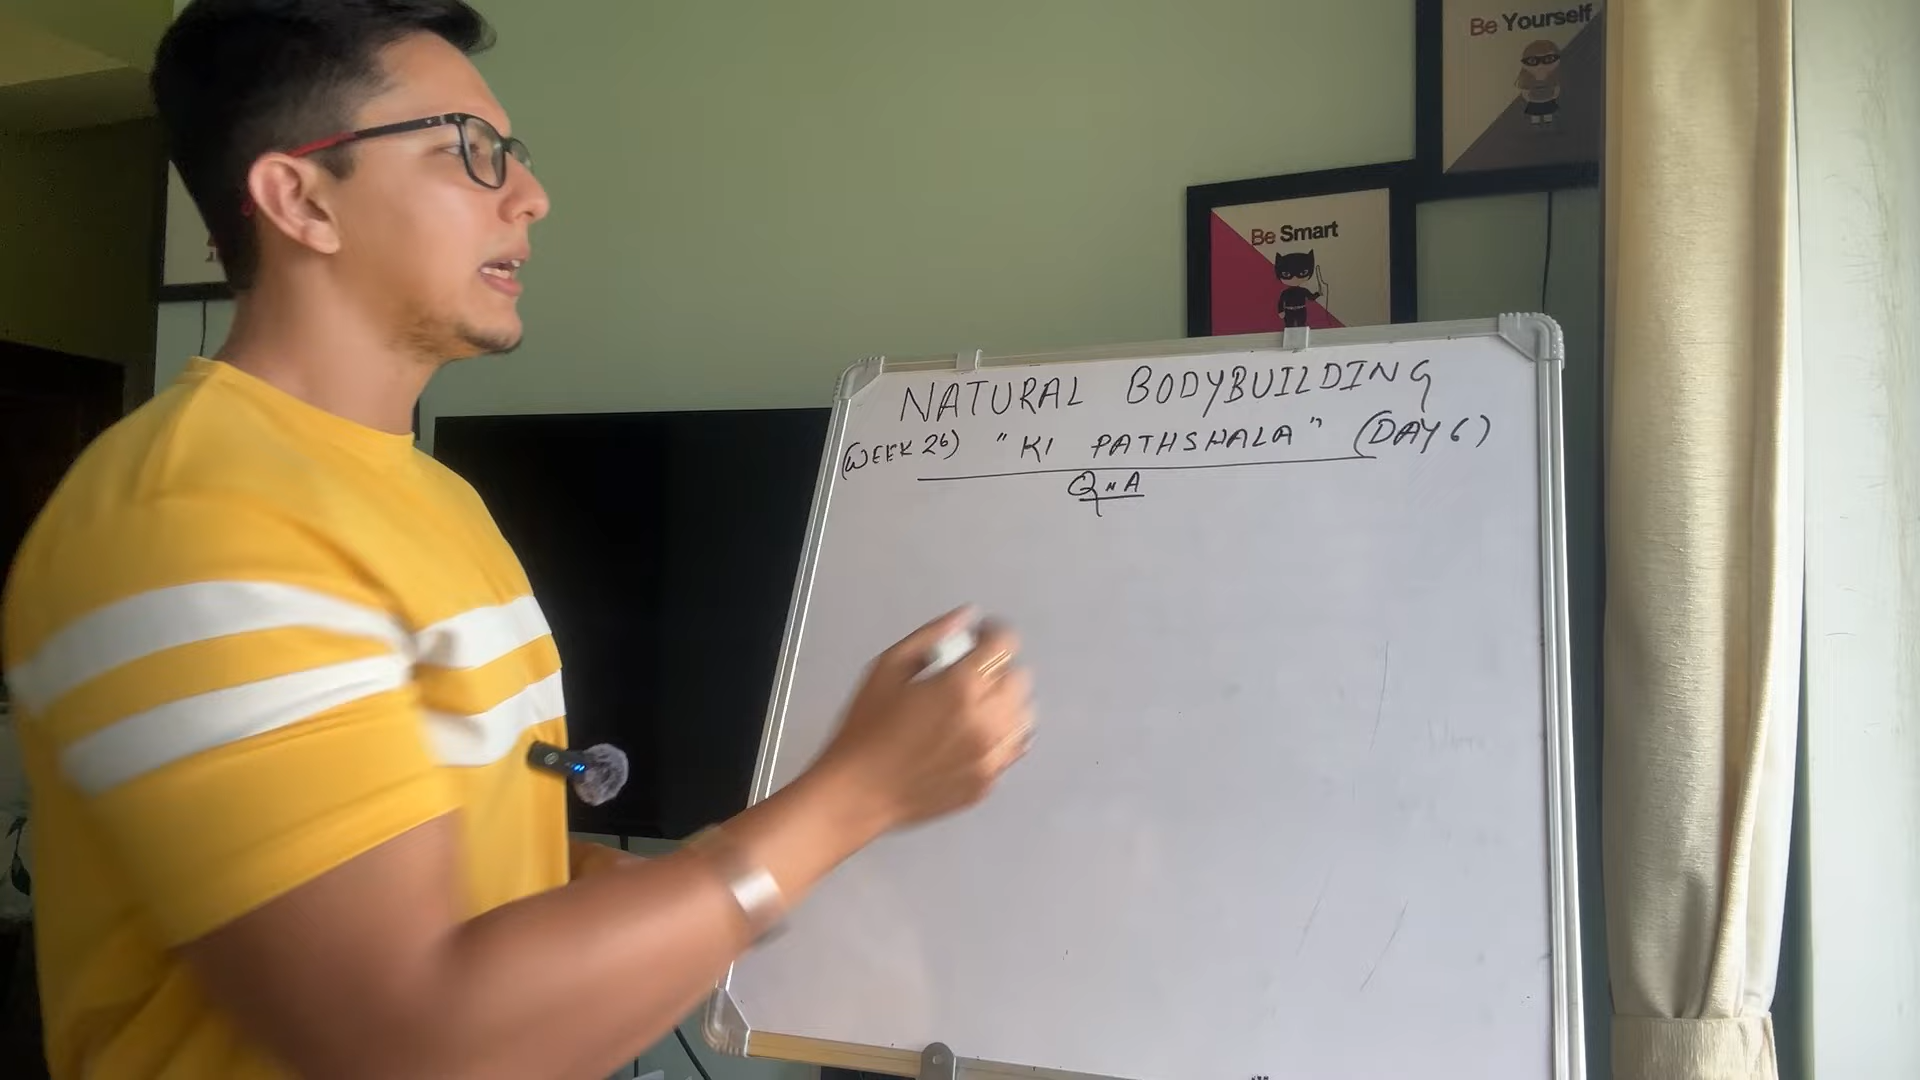 Be Yourself
Be Smart
NATURAL BODYBUILDING
(WEEK 26) "KI PATHSHALA" (DAY 6)
Q N A